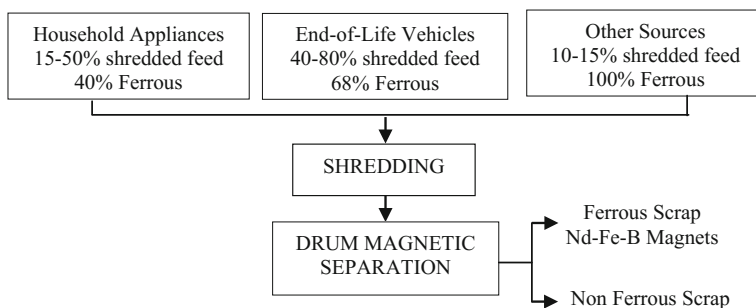 Household Appliances
15-50% shredded feed
40% Ferrous
End-of-Life Vehicles
40-80% shredded feed
68% Ferrous
Other Sources
10-15% shredded feed
100% Ferrous
SHREDDING
DRUM MAGNETIC
SEPARATION
Ferrous Scrap
Nd-Fe-B Magnets
Non Ferrous Scrap